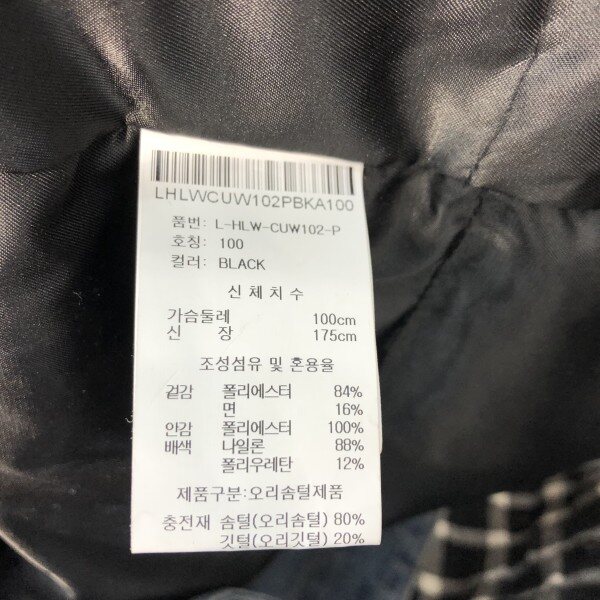 LHLWCUW102PBKA100
품번: L-HLW-CUW102-P
호칭: 100
컬러: BLACK
신 체 치 수
가슴둘레 100cm
신 장 175cm
조성섬유 및 혼용율
겉감 폴리에스터 84%
면 16%
안감 폴리에스터 100%
배색 나일론 88%
폴리우레탄 12%
제품구분:오리솜털제품
충전재 솜털(오리솜털) 80%
깃털(오리깃털) 20%